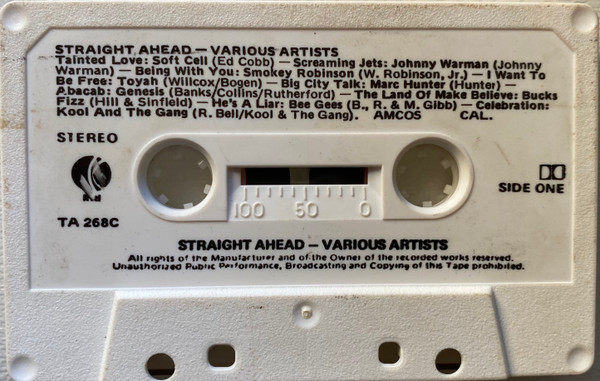 STRAIGHT AHEAD — VARIOUS ARTISTS
Tainted Love: Soft Cell (Ed Cobb) — Screaming Jets: Johnny Warman (Johnny
Warman) — Being With You: Smokey Robinson (W. Robinson, Jr.) — I Want To
Be Free: Toyah (Willcox/Bogen) — Big City Talk: Marc Hunter (Hunter) —
Abacab: Genesis (Banks/Collins/Rutherford) — The Land Of Make Believe: Bucks
Fizz (Hill & Sinfield) — He's A Liar: Bee Gees (B., R. & M. Gibb) — Celebration:
Kool And The Gang (R. Bell/Kool & The Gang). AMCOS CAL.
STEREO
SIDE ONE
100 50 0
TA 268C
STRAIGHT AHEAD — VARIOUS ARTISTS
All rights of the Manufacturer and of the Owner of the recorded works reserved.
Unauthorized Public Performance, Broadcasting and Copying of this Tape prohibited.